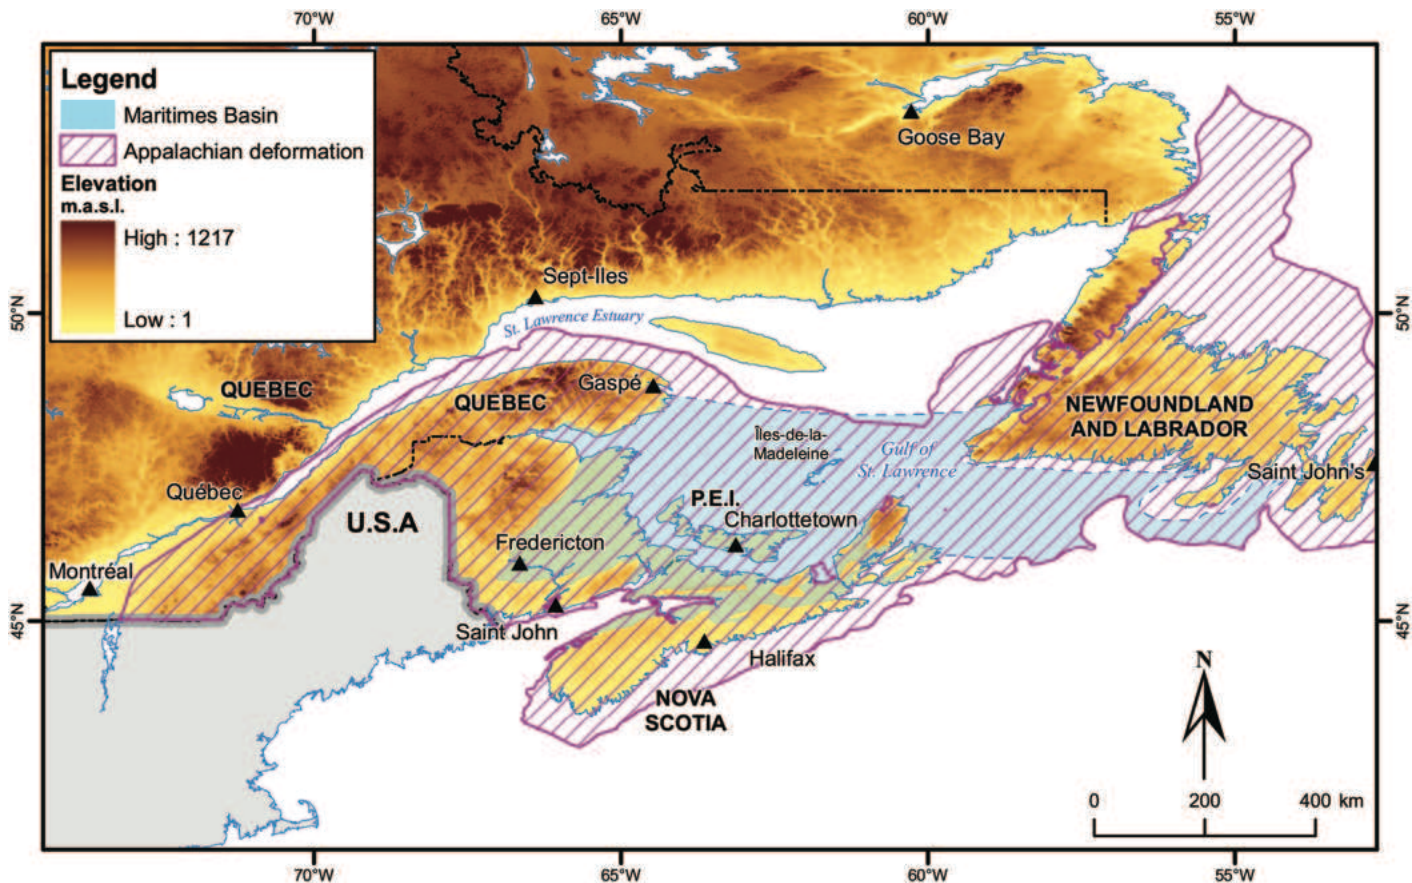 70°W
65°W
60°W
55°W
Legend
Maritimes Basin
Appalachian deformation
Elevation
m.a.s.l.
High : 1217
Low : 1
Goose Bay
Sept-Iles
50°N
50°N
St. Lawrence Estuary
QUEBEC
Gaspé
QUEBEC
NEWFOUNDLAND
AND LABRADOR
Îles-de-la-
Madeleine
Gulf of
St. Lawrence
Saint John's
Québec
P.E.I.
Charlottetown
U.S.A
Fredericton
Montréal
45°N
45°N
Saint John
Halifax
NOVA
SCOTIA
N
0
200
400 km
70°W
65°W
60°W
55°W